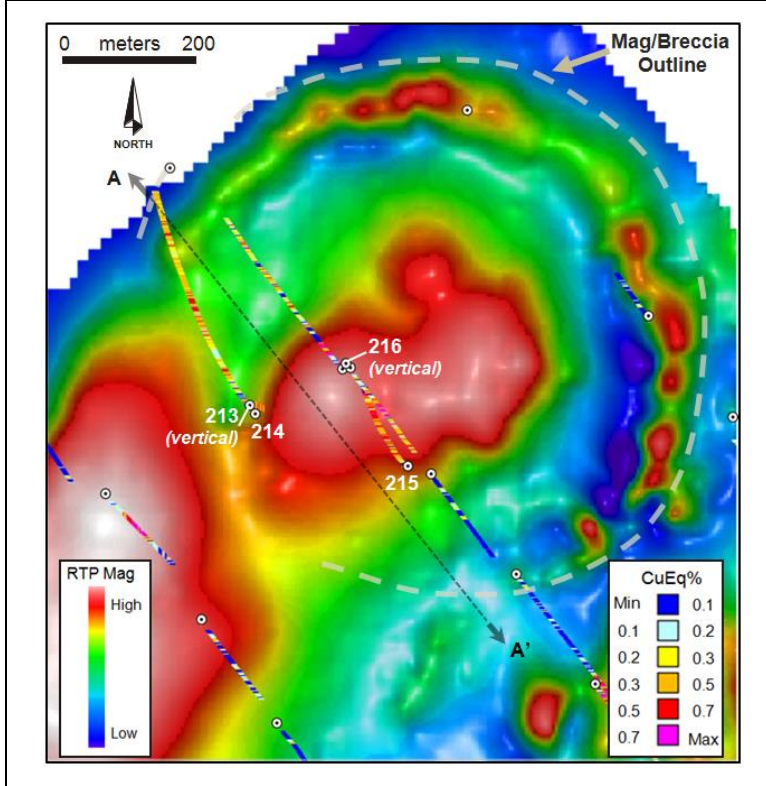 0 meters 200
Mag/Breccia
Outline
NORTH
A
216
(vertical)
213
(vertical)
214
215
A'
RTP Mag
High
Low
CuEq%
Min 0.1
0.1 0.2
0.2 0.3
0.3 0.5
0.5 0.7
0.7 Max